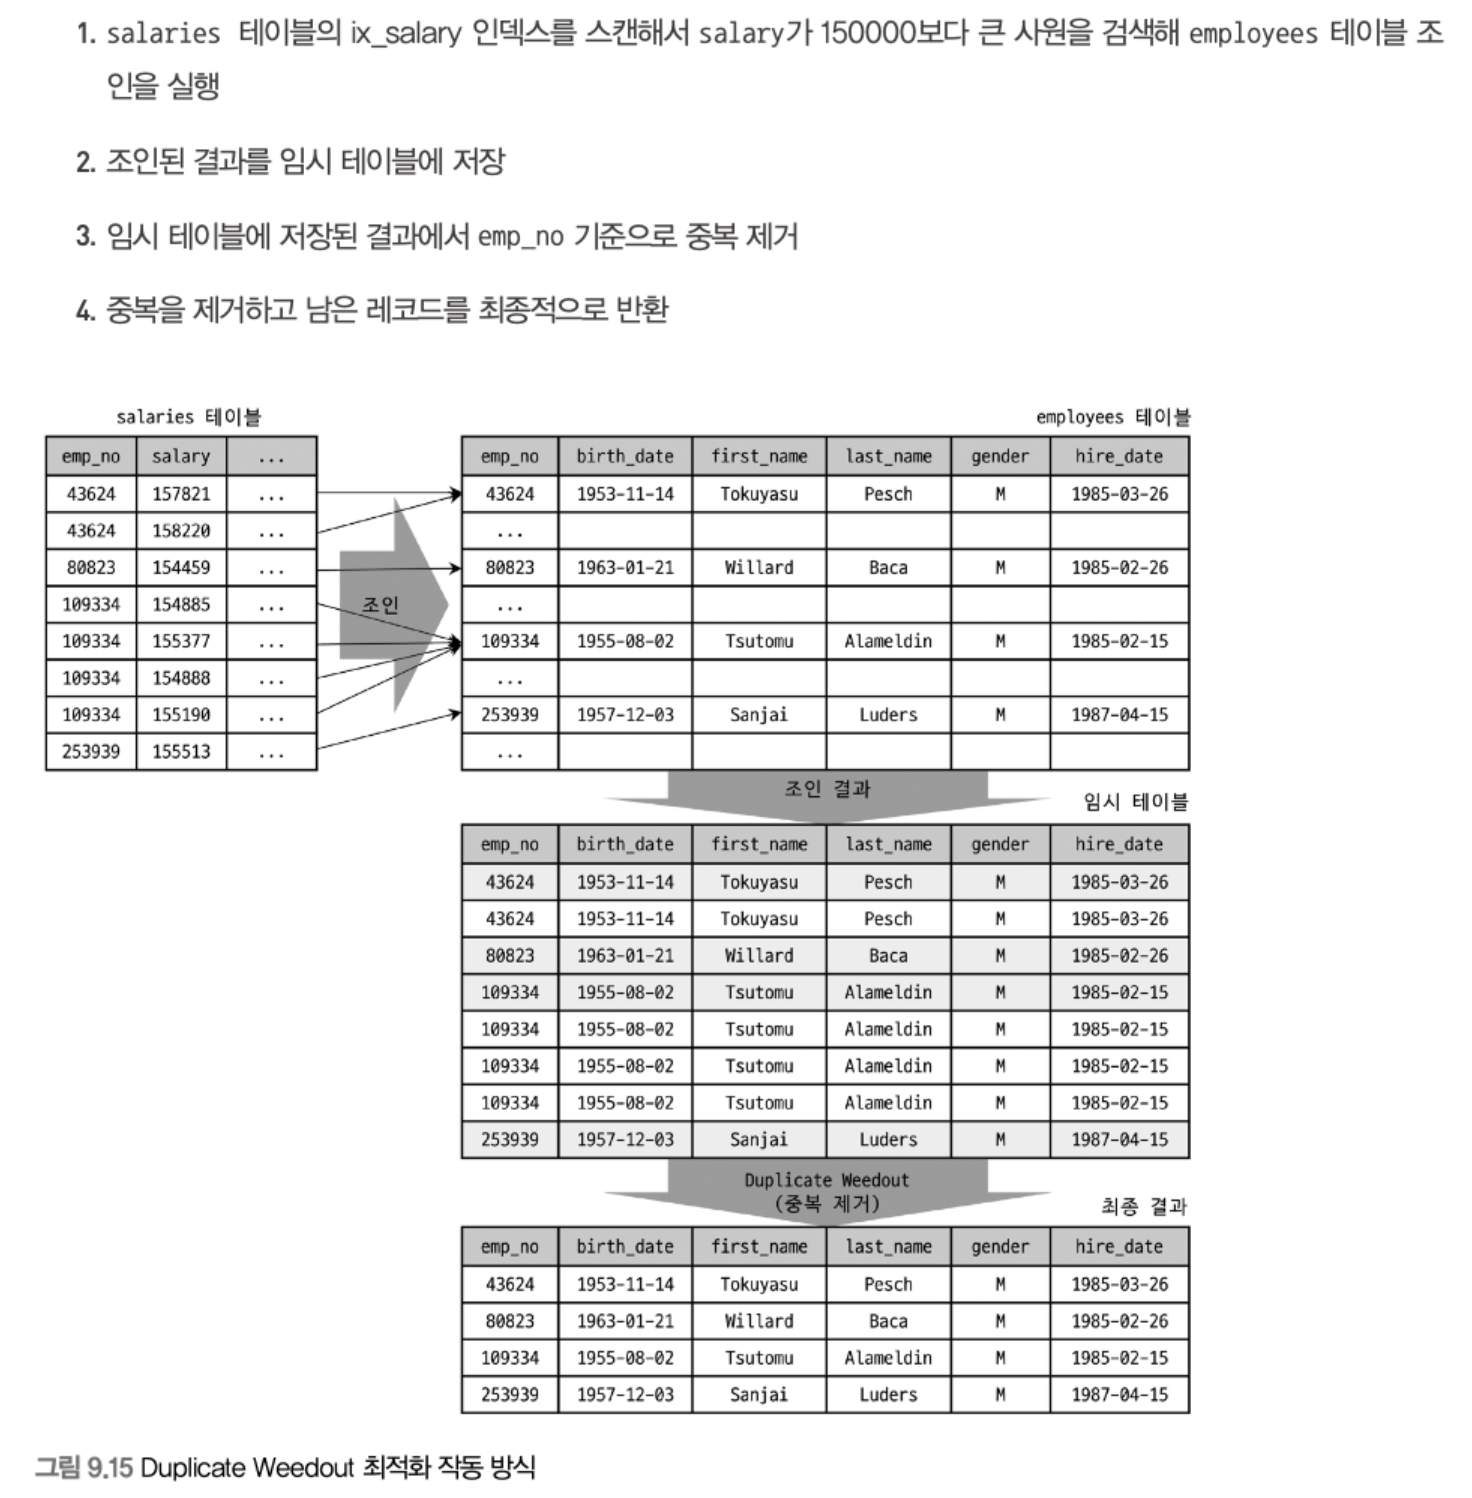 1. salaries 테이블의 ix_salary 인덱스를 스캔해서 salary가 150000보다 큰 사원을 검색해 employees 테이블 조
인을 실행
2. 조인된 결과를 임시 테이블에 저장
3. 임시 테이블에 저장된 결과에서 emp_no 기준으로 중복 제거
4. 중복을 제거하고 남은 레코드를 최종적으로 반환
salaries 테이블
emp_no salary ...
43624 157821 ...
43624 158220 ...
80823 154459 ...
109334 154885 ...
109334 155377 ...
109334 154888 ...
109334 155190 ...
253939 155513 ...
조인
employees 테이블
emp_no birth_date first_name last_name gender hire_date
43624 1953-11-14 Tokuyasu Pesch M 1985-03-26
...
80823 1963-01-21 Willard Baca M 1985-02-26
...
109334 1955-08-02 Tsutomu Alameldin M 1985-02-15
...
253939 1957-12-03 Sanjai Luders M 1987-04-15
...
조인 결과
임시 테이블
emp_no birth_date first_name last_name gender hire_date
43624 1953-11-14 Tokuyasu Pesch M 1985-03-26
43624 1953-11-14 Tokuyasu Pesch M 1985-03-26
80823 1963-01-21 Willard Baca M 1985-02-26
109334 1955-08-02 Tsutomu Alameldin M 1985-02-15
109334 1955-08-02 Tsutomu Alameldin M 1985-02-15
109334 1955-08-02 Tsutomu Alameldin M 1985-02-15
109334 1955-08-02 Tsutomu Alameldin M 1985-02-15
253939 1957-12-03 Sanjai Luders M 1987-04-15
Duplicate Weedout
(중복 제거)
최종 결과
emp_no birth_date first_name last_name gender hire_date
43624 1953-11-14 Tokuyasu Pesch M 1985-03-26
80823 1963-01-21 Willard Baca M 1985-02-26
109334 1955-08-02 Tsutomu Alameldin M 1985-02-15
253939 1957-12-03 Sanjai Luders M 1987-04-15
그림 9.15 Duplicate Weedout 최적화 작동 방식